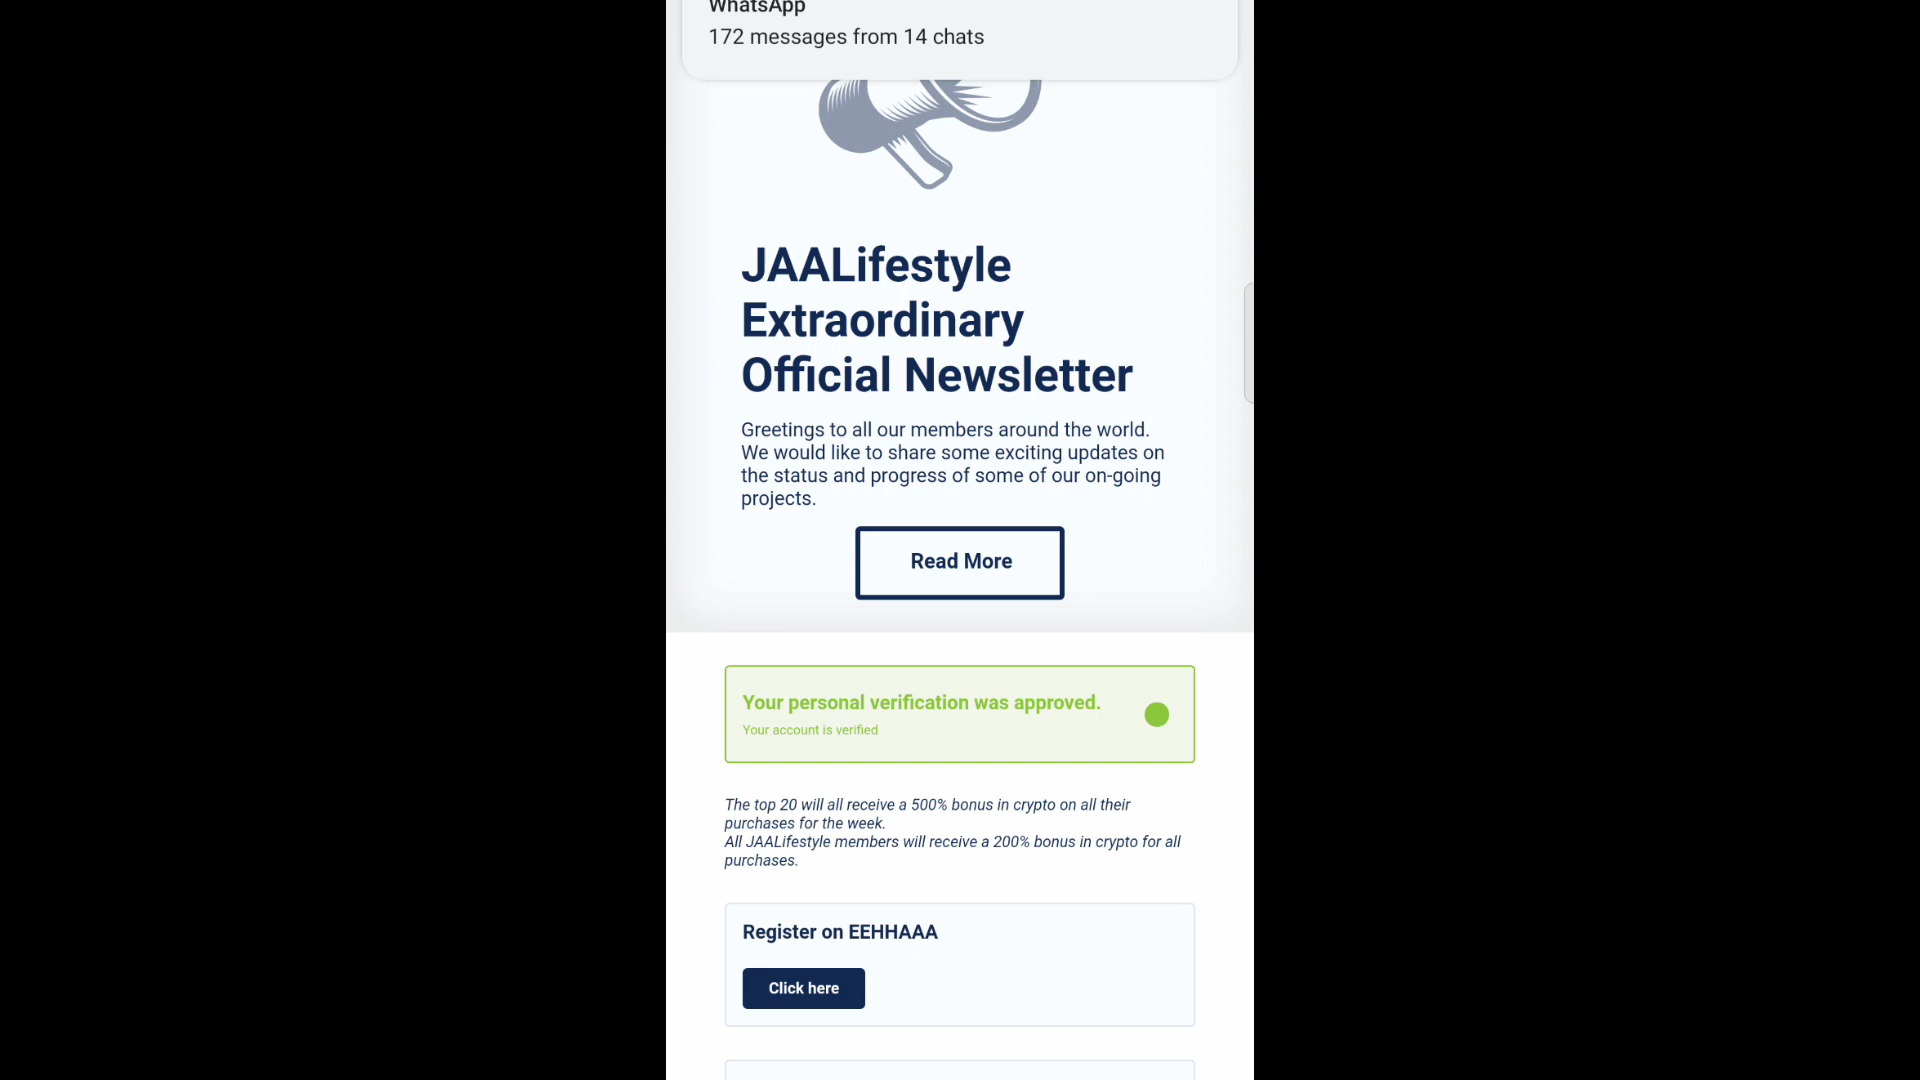 WhatsApp
172 messages from 14 chats
JAALifestyle
Extraordinary
Official Newsletter
Greetings to all our members around the world.
We would like to share some exciting updates on
the status and progress of some of our on-going
projects.
Read More
Your personal verification was approved.
Your account is verified
The top 20 will all receive a 500% bonus in crypto on all their
purchases for the week.
All JAALifestyle members will receive a 200% bonus in crypto for all
purchases.
Register on EEHHAAA
Click here